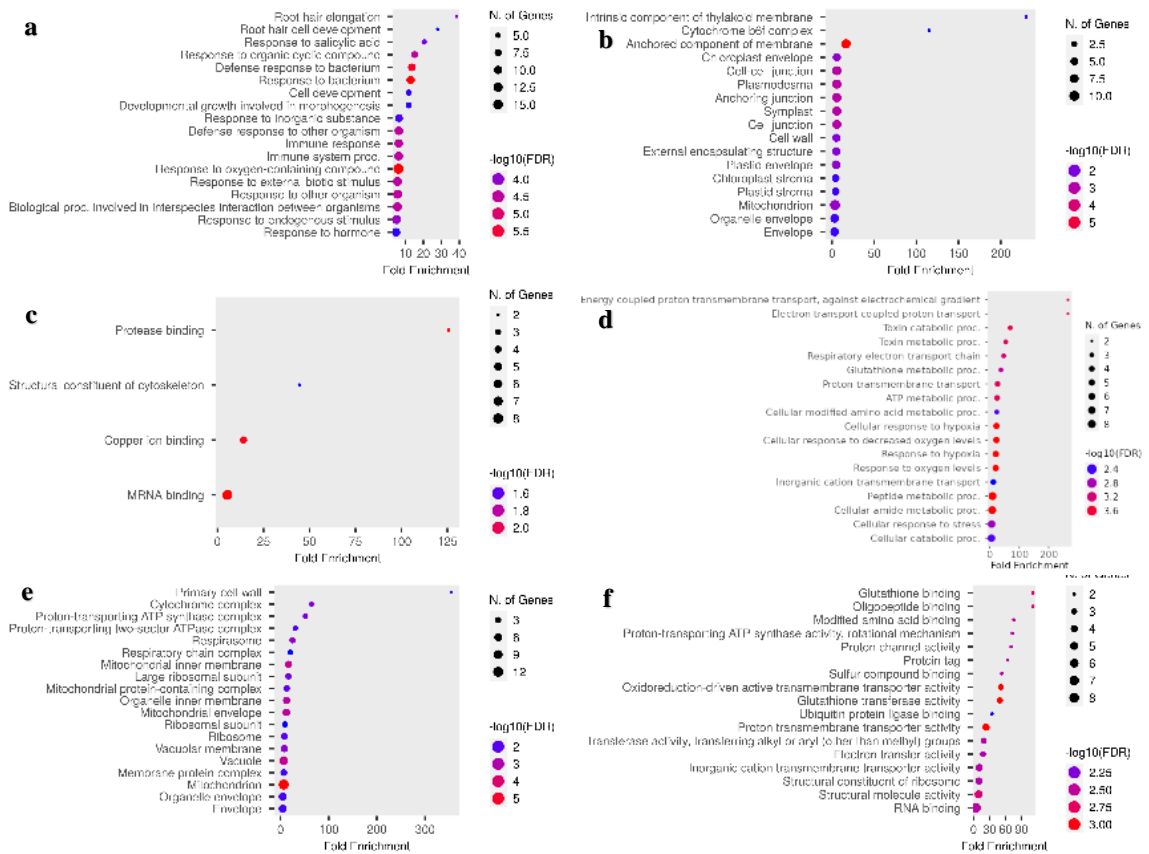 a
Root hair elongation
Root hair cell development
Response to salicylic acid
Response to organic cyclic compound
Defense response to bacterium
Response to bacterium
Cell development
Developmental growth involved in morphogenesis
Response to inorganic substance
Defense response to other organism
Immune response
Immune system proc.
Response to oxygen-containing compound
Response to external biotic stimulus
Response to other organism
Biological proc. involved in interspecies interaction between organisms
Response to endogenous stimulus
Response to hormone
10 20 30 40
Fold Enrichment
N. of Genes
5.0
7.5
10.0
12.5
15.0
-log10(FDR)
4.0
4.5
5.0
5.5
b
Intrinsic component of thylakoid membrane
Cytochrome b6f complex
Anchored component of membrane
Chloroplast envelope
Cell-cell junction
Plasmodesma
Anchoring junction
Symplast
Cell junction
Cell wall
External encapsulating structure
Plastid envelope
Chloroplast stroma
Plastid stroma
Mitochondrion
Organelle envelope
Envelope
0 50 100 150 200
Fold Enrichment
N. of Genes
2.5
5.0
7.5
10.0
-log10(FDR)
2
3
4
5
c
Protease binding
Structural constituent of cytoskeleton
Copper ion binding
MRNA binding
0 25 50 75 100 125
Fold Enrichment
N. of Genes
2
3
4
5
6
7
8
-log10(FDR)
1.6
1.8
2.0
d
Energy coupled proton transmembrane transport, against electrochemical gradient
Electron transport coupled proton transport
Toxin catabolic proc.
Toxin metabolic proc.
Respiratory electron transport chain
Glutathione metabolic proc.
Proton transmembrane transport
ATP metabolic proc.
Cellular modified amino acid metabolic proc.
Cellular response to hypoxia
Cellular response to decreased oxygen levels
Response to hypoxia
Response to oxygen levels
Inorganic cation transmembrane transport
Peptide metabolic proc.
Cellular amide metabolic proc.
Cellular response to stress
Cellular catabolic proc.
0 100 200
Fold Enrichment
N. of Genes
2
3
4
5
6
7
8
-log10(FDR)
2.4
2.8
3.2
3.6
e
Primary cell wall
Cytochrome complex
Proton-transporting ATP synthase complex
Proton-transporting two-sector ATPase complex
Respirasome
Respiratory chain complex
Mitochondrial inner membrane
Large ribosomal subunit
Mitochondrial protein-containing complex
Organelle inner membrane
Mitochondrial envelope
Ribosomal subunit
Ribosome
Vacuolar membrane
Vacuole
Membrane protein complex
Mitochondrion
Organelle envelope
Envelope
0 100 200 300
Fold Enrichment
N. of Genes
3
6
9
12
-log10(FDR)
2
3
4
5
f
Glutathione binding
Oligopeptide binding
Modified amino acid binding
Proton-transporting ATP synthase activity, rotational mechanism
Proton channel activity
Protein tag
Sulfur compound binding
Oxidoreduction-driven active transmembrane transporter activity
Glutathione transferase activity
Ubiquitin protein ligase binding
Proton transmembrane transporter activity
Transferase activity, transferring alkyl or aryl (other than methyl) groups
Electron transfer activity
Inorganic cation transmembrane transporter activity
Structural constituent of ribosome
Structural molecule activity
RNA binding
0 30 60 90
Fold Enrichment
N. of Genes
2
3
4
5
6
7
8
-log10(FDR)
2.25
2.50
2.75
3.00